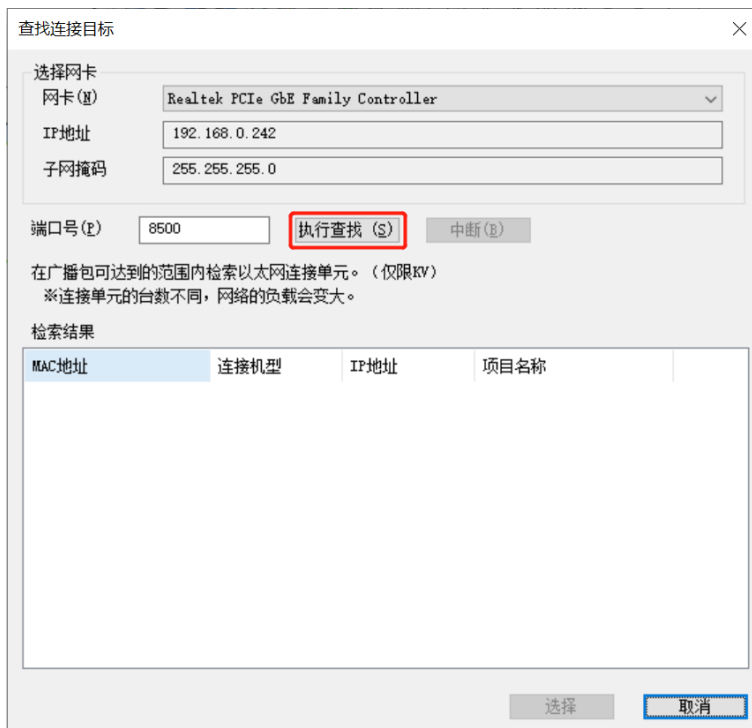 查找连接目标
选择网卡
网卡(N) Realtek PCIe GbE Family Controller
IP地址 192.168.0.242
子网掩码 255.255.255.0
端口号(P) 8500 执行查找 (S) 中断(B)
在广播包可达到的范围内检索以太网连接单元。(仅限KV)
※连接单元的台数不同，网络的负载会变大。
检索结果
MAC地址 连接机型 IP地址 项目名称
选择 取消